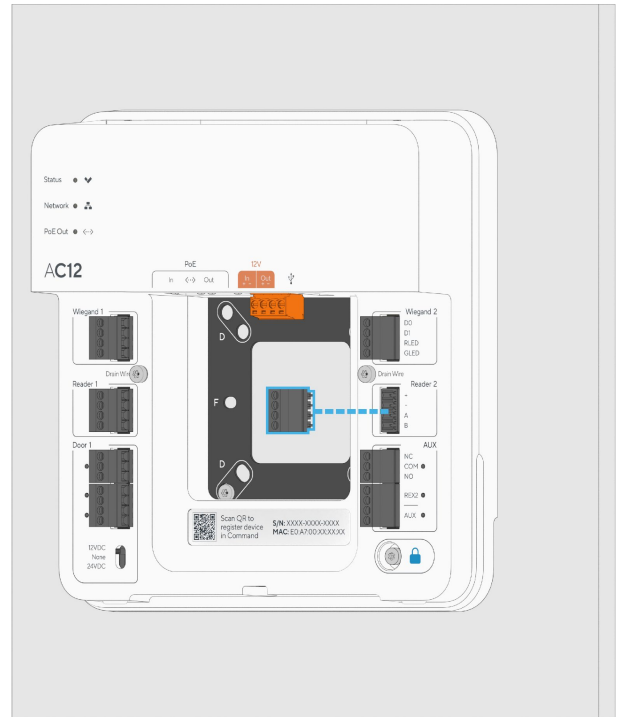 Status
Network
PoE Out
AC12
PoE
In
Out
12V
In
Out
Wiegand 1
Drain Wire
Reader 1
Door 1
12VDC
None
24VDC
D
F
D
Wiegand 2
D0
D1
RLED
GLED
Drain Wire
Reader 2
+
-
A
B
AUX
NC
COM
NO
REX2
AUX
Scan QR to
register device
in Command
S/N: XXXX-XXXX-XXXX
MAC: E0:A7:00:XX:XX:XX